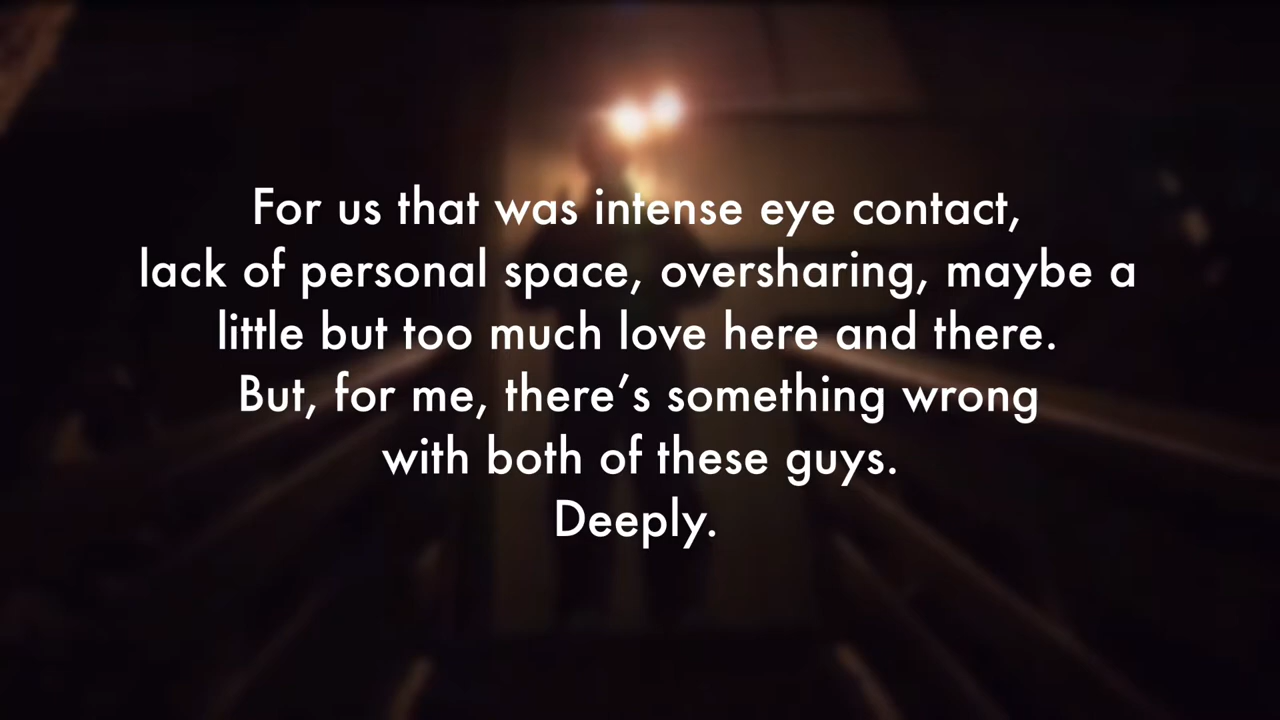 For us that was intense eye contact,
lack of personal space, oversharing, maybe a
little but too much love here and there.
But, for me, there’s something wrong
with both of these guys.
Deeply.